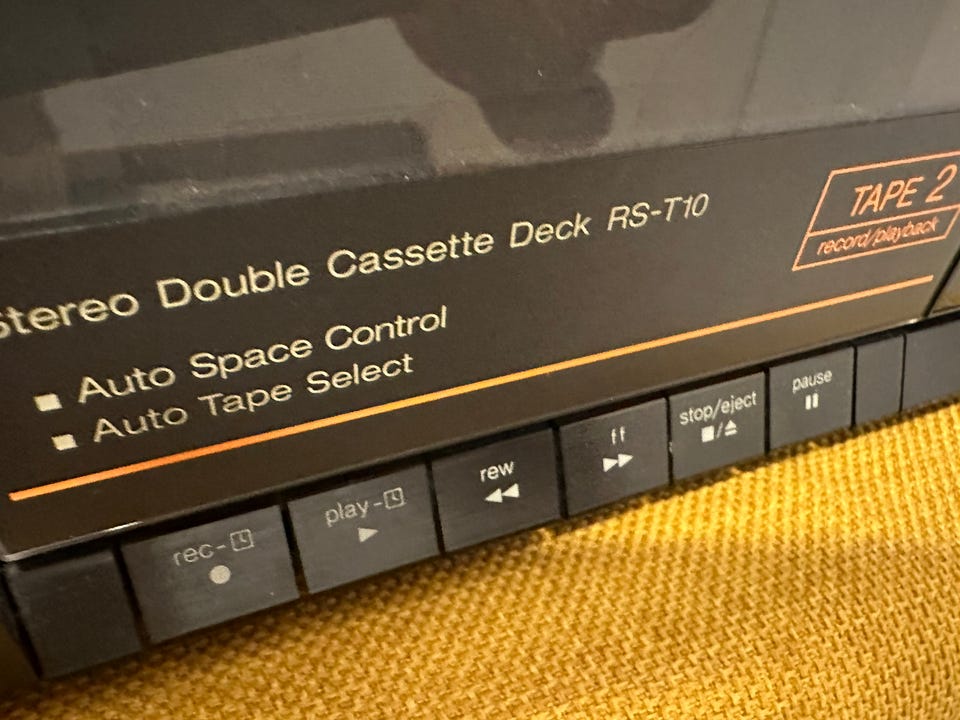 Stereo Double Cassette Deck RS-T10
TAPE 2
record/playback
■ Auto Space Control
■ Auto Tape Select
rec-
play-
rew
ff
stop/eject
pause